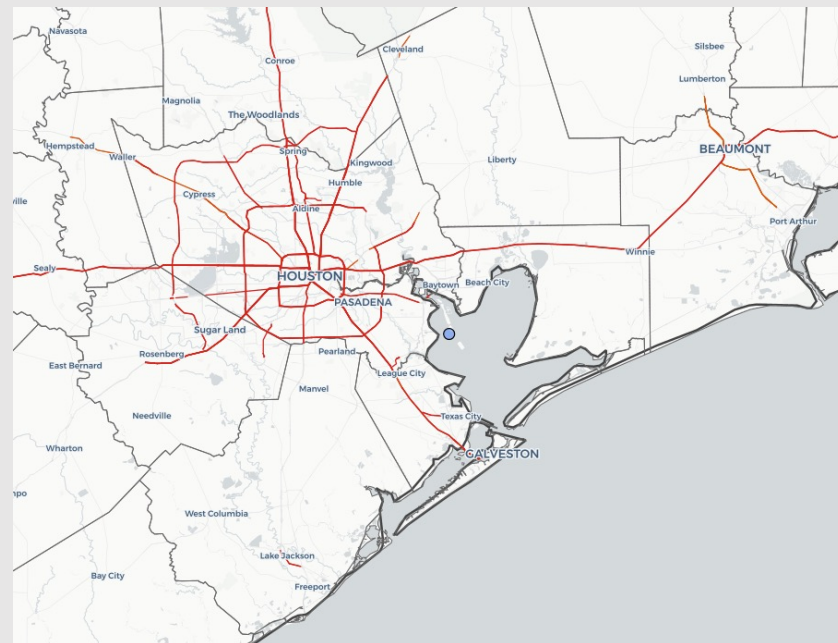 Navasota
Cleveland
Silsbee
Conroe
Lumberton
Magnolia
The Woodlands
Hempstead
Waller
Spring
Kingwood
Liberty
BEAUMONT
Humble
Cypress
ville
Aldine
Port Arthur
Winnie
Sealy
HOUSTON
Baytown
Beach City
PASADENA
Sugar Land
Pearland
Rosenberg
East Bernard
League City
Manvel
Needville
Texas City
Wharton
GALVESTON
mpo
West Columbia
Lake Jackson
Bay City
Freeport